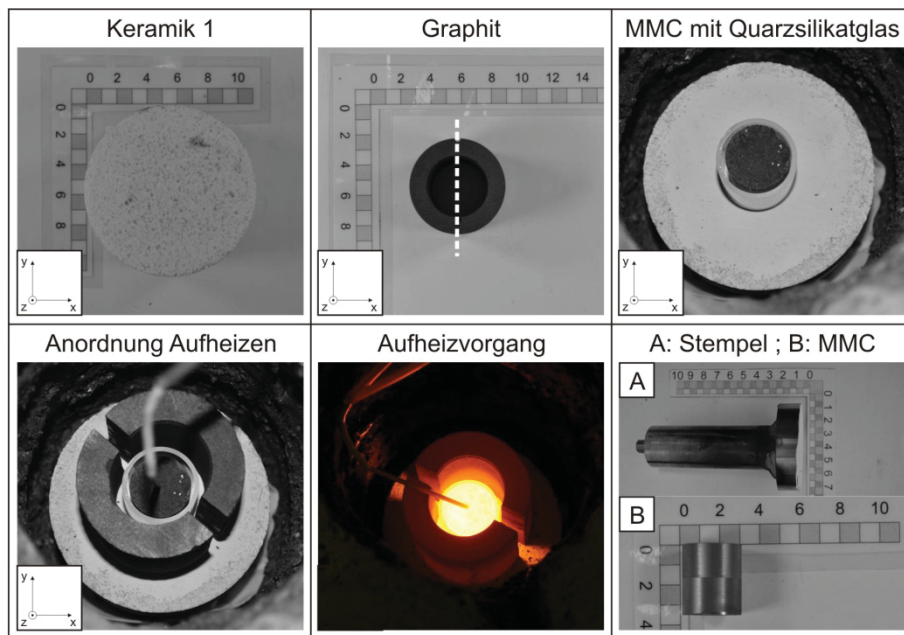 Keramik 1
0 2 4 6 8 10
0
2
4
6
8
y
z x
Graphit
0 2 4 6 8 10 12 14
0
2
4
6
8
y
z x
MMC mit Quarzsilikatglas
y
z x
Anordnung Aufheizen
y
z x
Aufheizvorgang
A: Stempel ; B: MMC
A
10 9 8 7 6 5 4 3 2 1 0
0
1
2
3
4
5
6
7
B
0 2 4 6 8 10
0
2
4